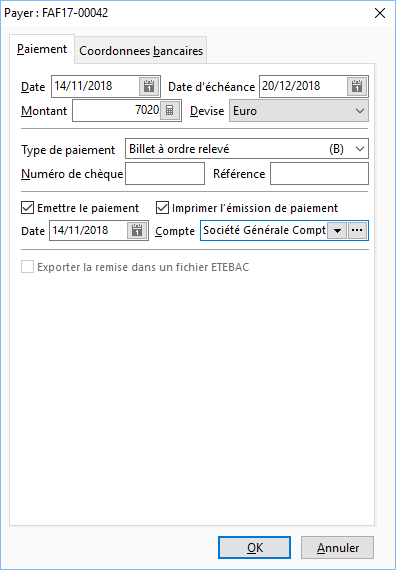 Payer : FAF17-00042
Paiement Coordonnees bancaires
Date 14/11/2018 Date d'échéance 20/12/2018
Montant 7020 Devise Euro
Type de paiement Billet à ordre relevé (B)
Numéro de chèque Référence
Emettre le paiement Imprimer l'émission de paiement
Date 14/11/2018 Compte Société Générale Compt
Exporter la remise dans un fichier ETEBAC
OK Annuler